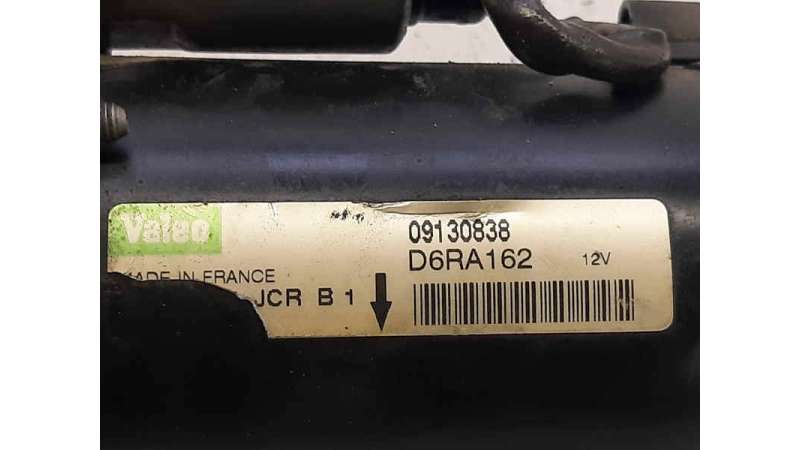 Valeo
09130838
MADE IN FRANCE
D6RA162 12V
JCR B 1